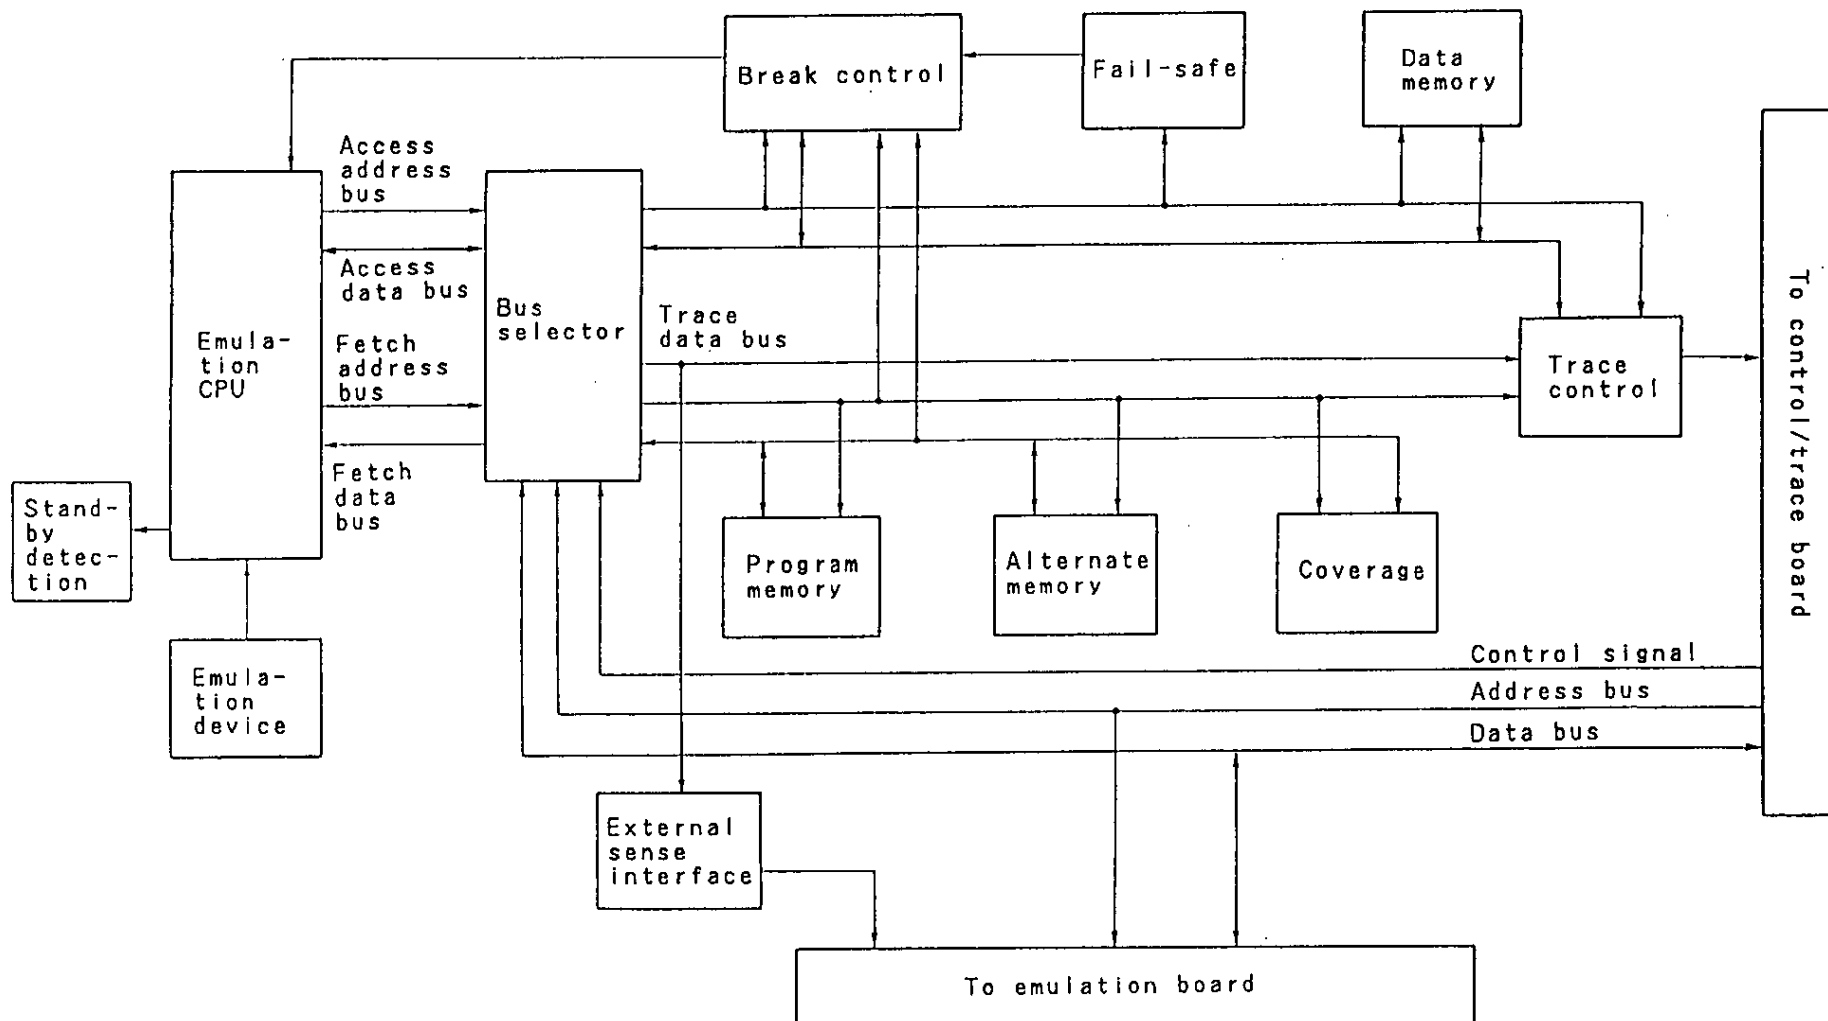 Break control
Fail-safe
Data
memory
Access
address
bus
Access
data bus
Fetch
address
bus
Fetch
data
bus
Emula-
tion
CPU
Bus
selector
Trace
data bus
Trace
control
To control/trace board
Stand-
by
detec-
tion
Program
memory
Alternate
memory
Coverage
Emula-
tion
device
Control signal
Address bus
Data bus
External
sense
interface
To emulation board